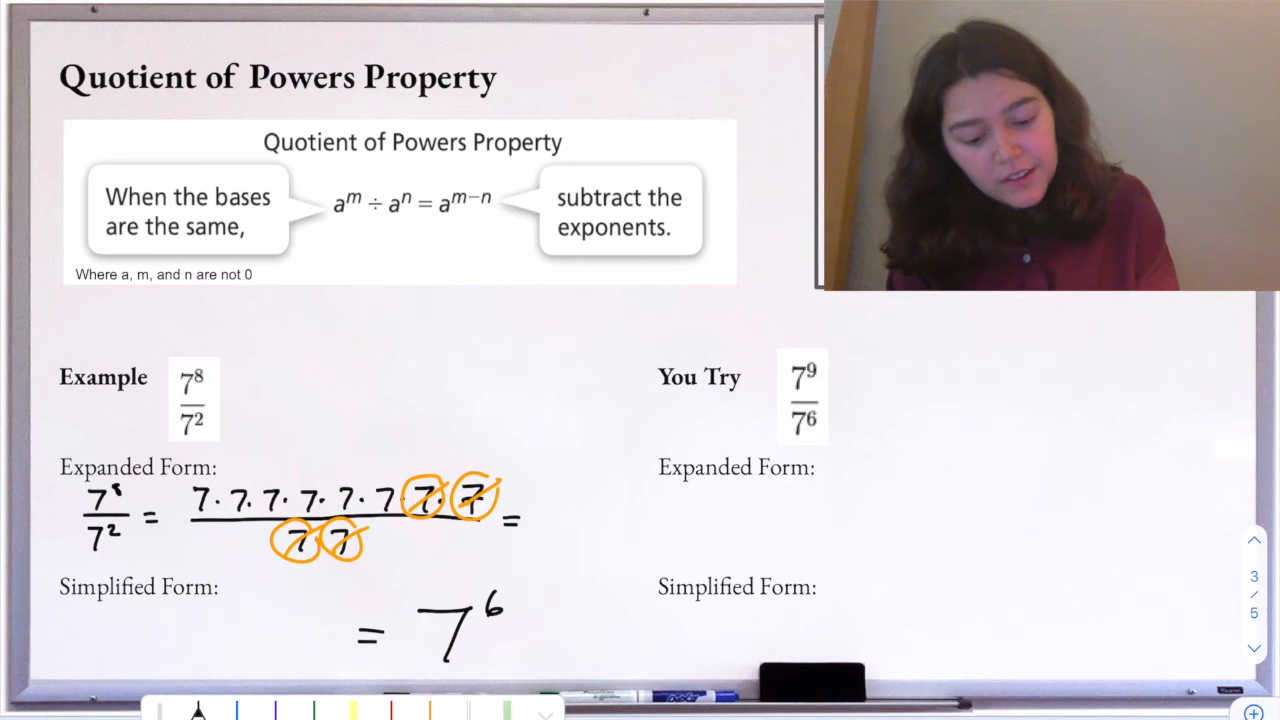 Quotient of Powers Property
Quotient of Powers Property
When the bases
are the same,
a^m ÷ a^n = a^{m−n}
subtract the
exponents.
Where a, m, and n are not 0
Example 7^8/7^2
Expanded Form:
7^8/7^2 = 7·7·7·7·7·7·7·7/7·7 =
Simplified Form:
= 7^6
You Try 7^9/7^6
Expanded Form:
Simplified Form:
3
/
5